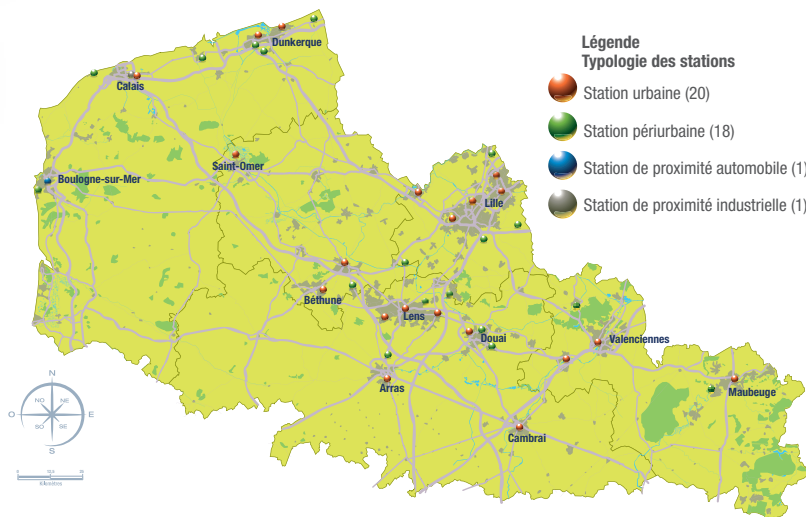 Légende
Typologie des stations
Station urbaine (20)
Station périurbaine (18)
Station de proximité automobile (1)
Station de proximité industrielle (1)
Dunkerque
Calais
Saint-Omer
Boulogne-sur-Mer
Lille
Béthune
Lens
Douai
Valenciennes
Arras
Maubeuge
Cambrai
N
NO
NE
O
E
SO
SE
S
0
Kilomètres